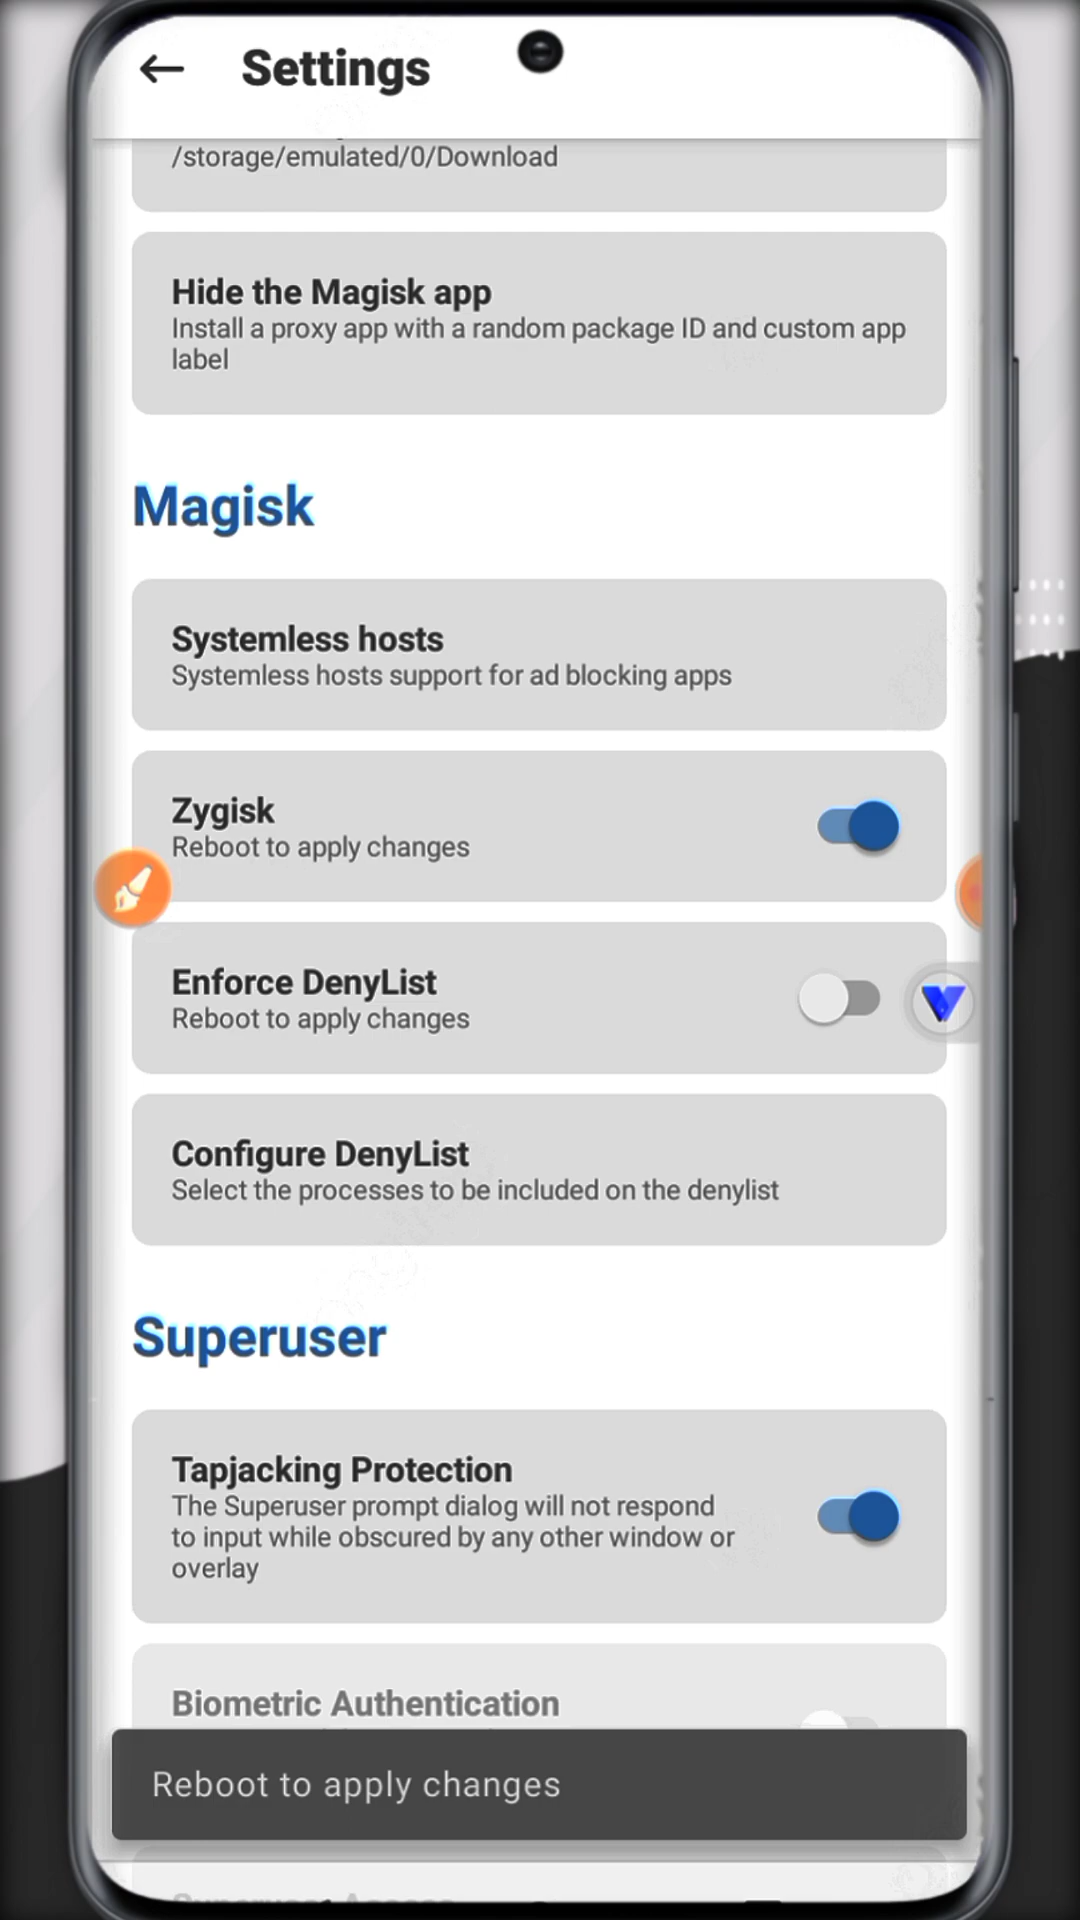 Settings
/storage/emulated/0/Download
Hide the Magisk app
Install a proxy app with a random package ID and custom app
label
Magisk
Systemless hosts
Systemless hosts support for ad blocking apps
Zygisk
Reboot to apply changes
Enforce DenyList
Reboot to apply changes
Configure DenyList
Select the processes to be included on the denylist
Superuser
Tapjacking Protection
The Superuser prompt dialog will not respond
to input while obscured by any other window or
overlay
Biometric Authentication
Reboot to apply changes